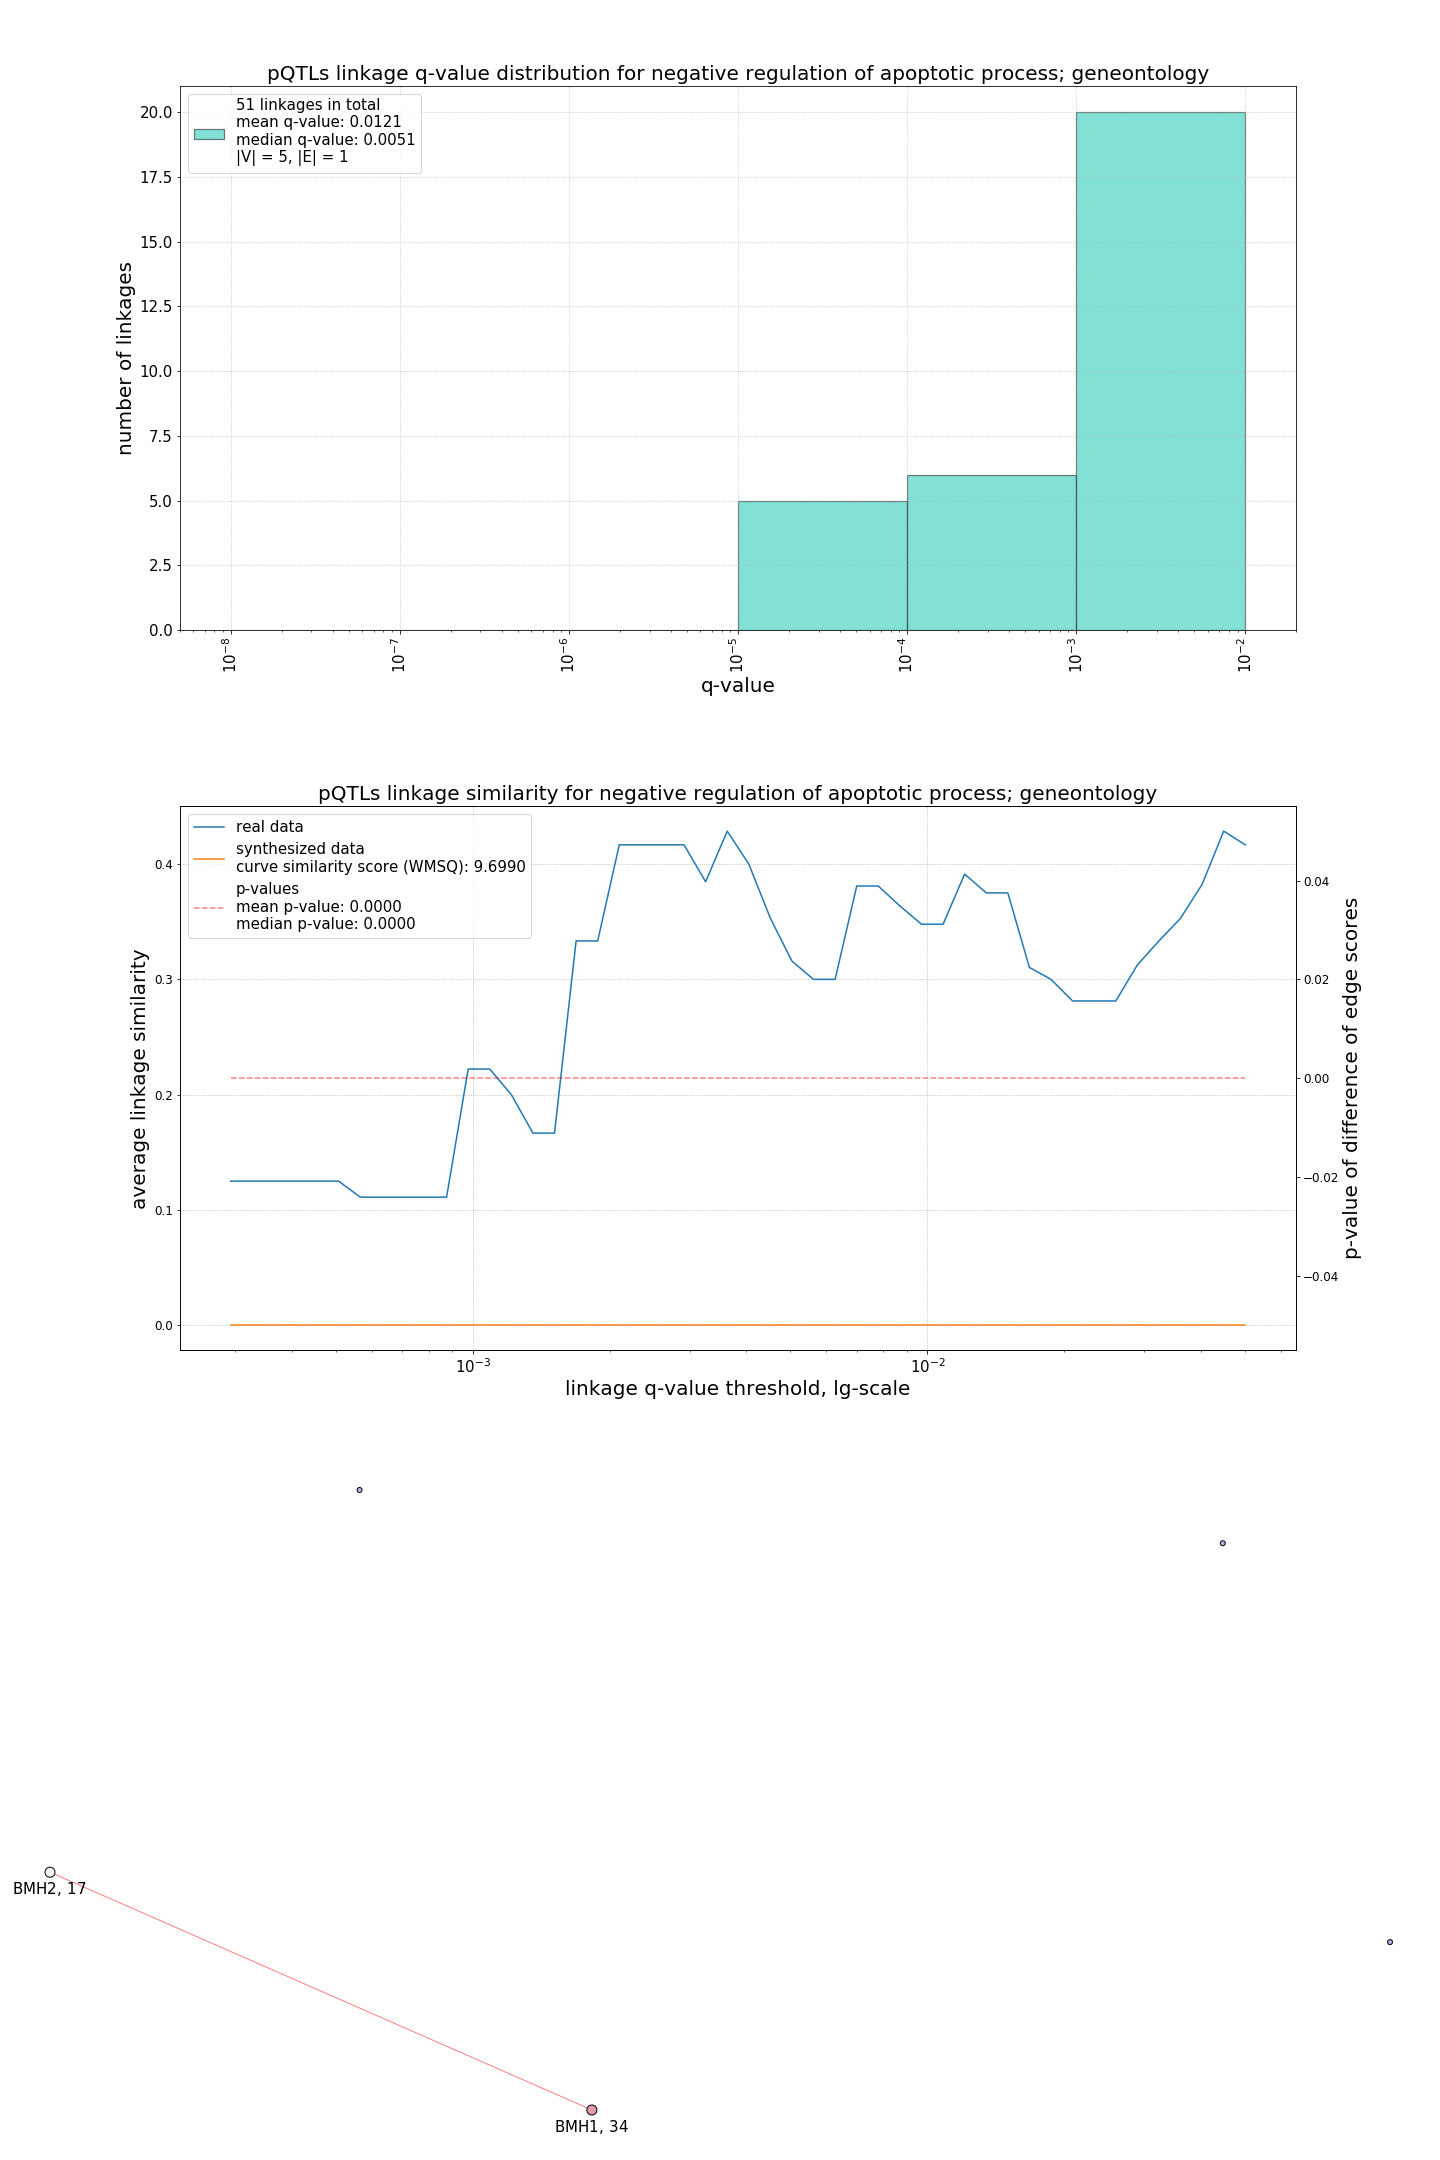 pQTLs linkage q-value distribution for negative regulation of apoptotic process; geneontology
51 linkages in total
mean q-value: 0.0121
median q-value: 0.0051
|V| = 5, |E| = 1
number of linkages
20.0
17.5
15.0
12.5
10.0
7.5
5.0
2.5
0.0
10⁻⁸
10⁻⁷
10⁻⁶
10⁻⁵
10⁻⁴
10⁻³
10⁻²
q-value
pQTLs linkage similarity for negative regulation of apoptotic process; geneontology
real data
synthesized data
curve similarity score (WMSQ): 9.6990
p-values
mean p-value: 0.0000
median p-value: 0.0000
average linkage similarity
0.4
0.3
0.2
0.1
0.0
0.04
0.02
0.00
−0.02
−0.04
p-value of difference of edge scores
10⁻³
10⁻²
linkage q-value threshold, lg-scale
BMH2, 17
BMH1, 34